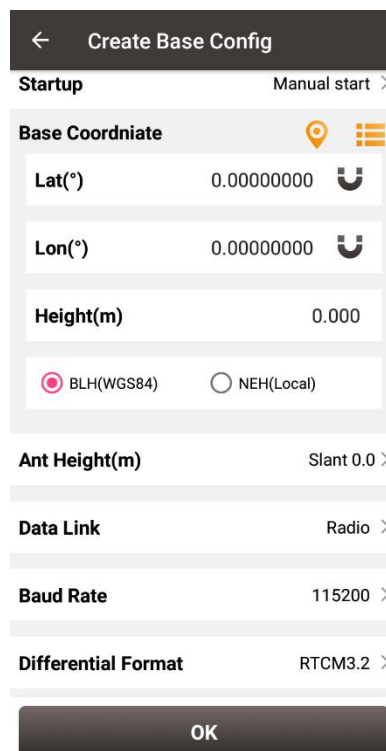 Create Base Config
Startup Manual start
Base Coordniate
Lat(°) 0.00000000
Lon(°) 0.00000000
Height(m) 0.000
BLH(WGS84) NEH(Local)
Ant Height(m) Slant 0.0
Data Link Radio
Baud Rate 115200
Differential Format RTCM3.2
OK